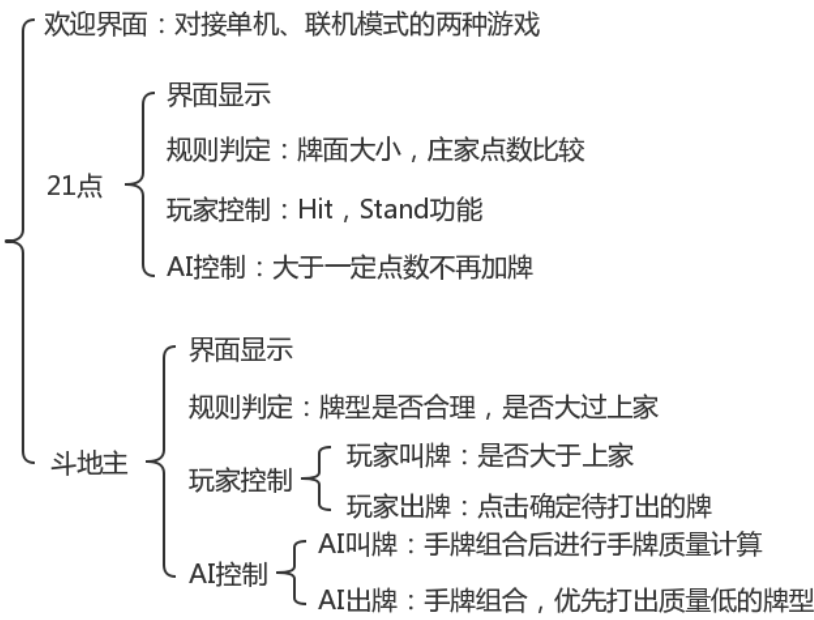 欢迎界面：对接单机、联机模式的两种游戏
21点
界面显示
规则判定：牌面大小，庄家点数比较
玩家控制：Hit，Stand功能
AI控制：大于一定点数不再加牌
斗地主
界面显示
规则判定：牌型是否合理，是否大过上家
玩家控制
玩家叫牌：是否大于上家
玩家出牌：点击确定待打出的牌
AI控制
AI叫牌：手牌组合后进行手牌质量计算
AI出牌：手牌组合，优先打出质量低的牌型